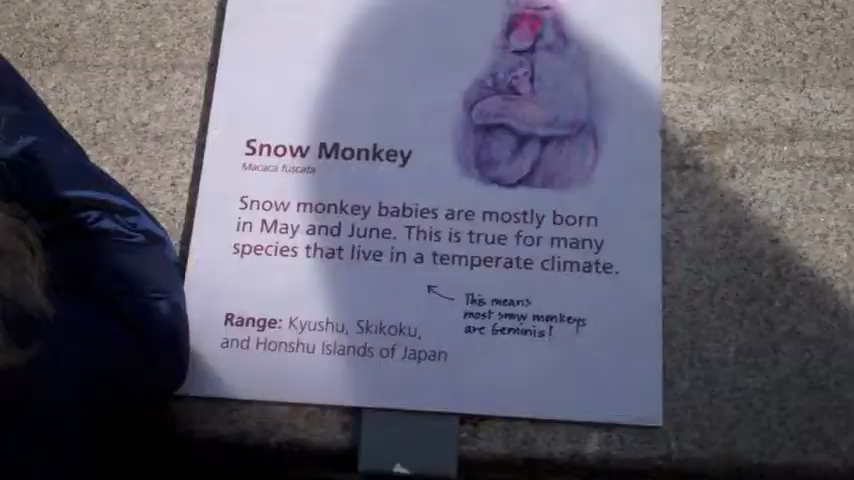 Snow Monkey
Macaca fuscata
Snow monkey babies are mostly born
in May and June. This is true for many
species that live in a temperate climate.
This means
most snow monkeys
are Geminis!
Range: Kyushu, Skikoku,
and Honshu Islands of Japan